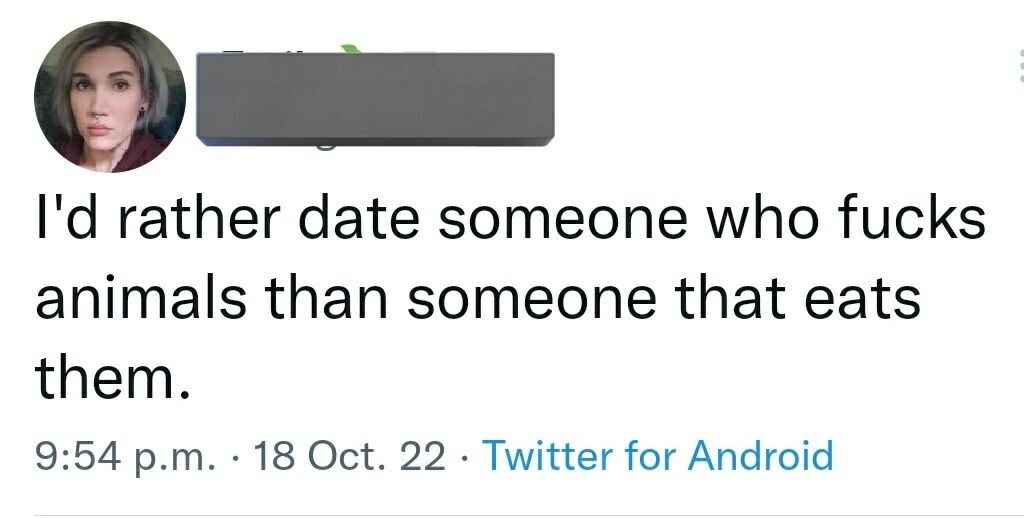 I'd rather date someone who fucks
animals than someone that eats
them.
9:54 p.m. · 18 Oct. 22 · Twitter for Android